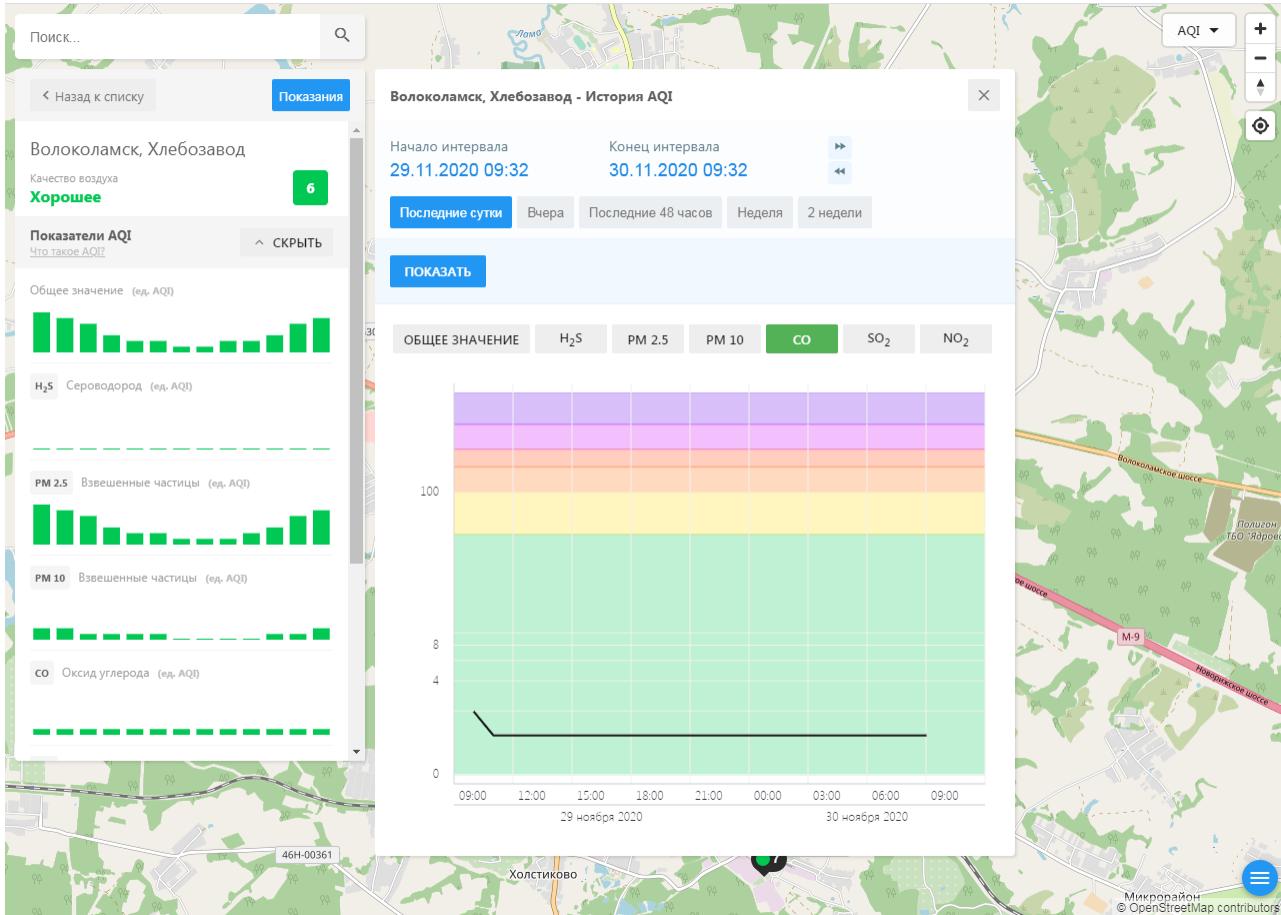 Поиск...
Лама
AQI
Назад к списку
Показания
Волоколамск, Хлебозавод
Качество воздуха
Хорошее
6
Показатели AQI
Что такое AQI?
СКРЫТЬ
Общее значение (ед. AQI)
H2S Сероводород (ед. AQI)
PM 2.5 Взвешенные частицы (ед. AQI)
PM 10 Взвешенные частицы (ед. AQI)
CO Оксид углерода (ед. AQI)
Волоколамск, Хлебозавод - История AQI
Начало интервала
29.11.2020 09:32
Конец интервала
30.11.2020 09:32
Последние сутки
Вчера
Последние 48 часов
Неделя
2 недели
ПОКАЗАТЬ
ОБЩЕЕ ЗНАЧЕНИЕ
H2S
PM 2.5
PM 10
CO
SO2
NO2
100
8
4
0
09:00 12:00 15:00 18:00 21:00 00:00 03:00 06:00 09:00
29 ноября 2020 30 ноября 2020
Волоколамское шоссе
Полигон
ТБО "Ядрово
М-9
Новорижское шоссе
46Н-00361
Холстиково
7
Микрорайон
© OpenStreetMap contributors